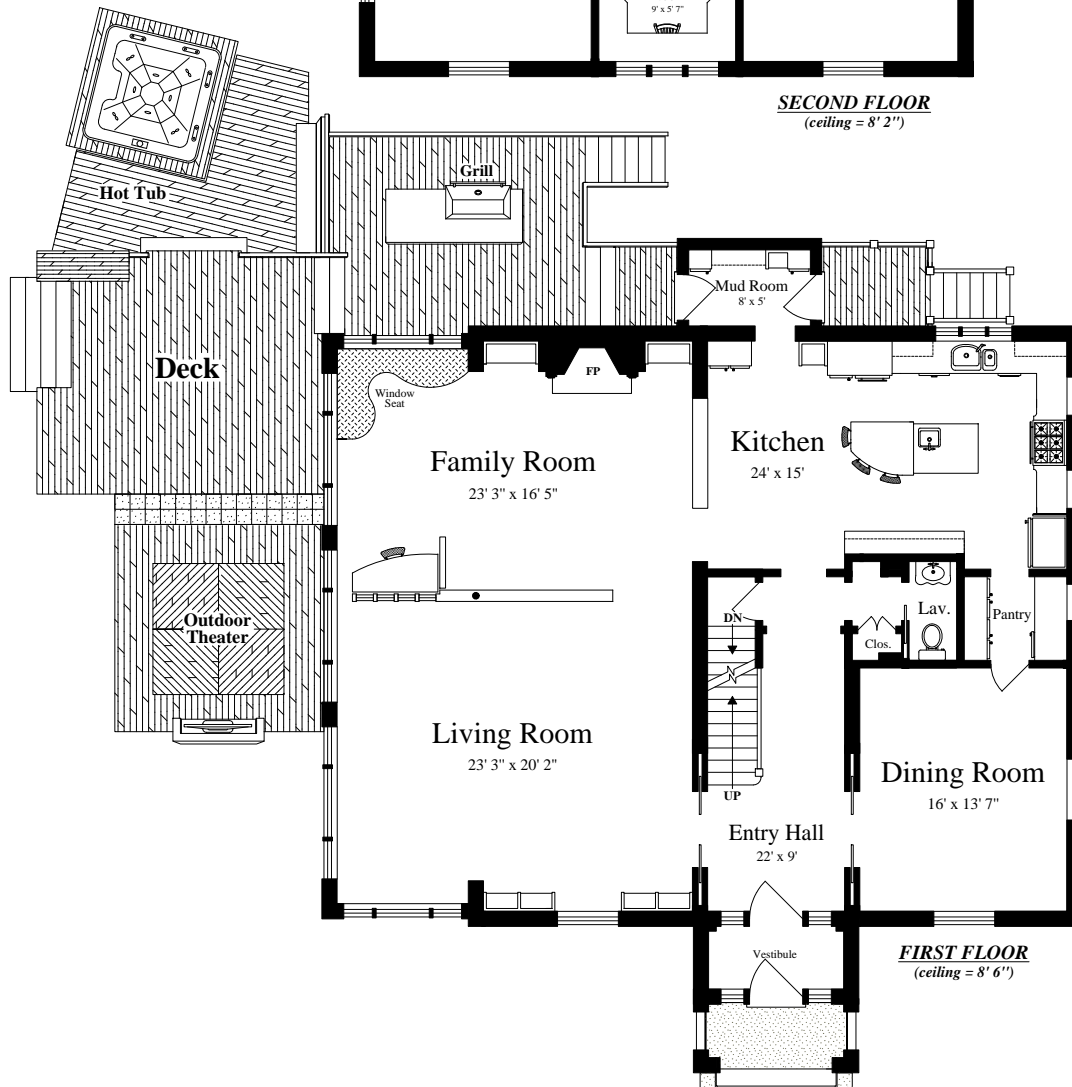 9' x 5' 7"
SECOND FLOOR
(ceiling = 8' 2")
Grill
Hot Tub
Mud Room
8' x 5'
Deck
FP
Window
Seat
Family Room
23' 3" x 16' 5"
Kitchen
24' x 15'
Outdoor
Theater
DN
Clos.
Lav.
Pantry
Living Room
23' 3" x 20' 2"
UP
Dining Room
16' x 13' 7"
Entry Hall
22' x 9'
Vestibule
FIRST FLOOR
(ceiling = 8' 6")